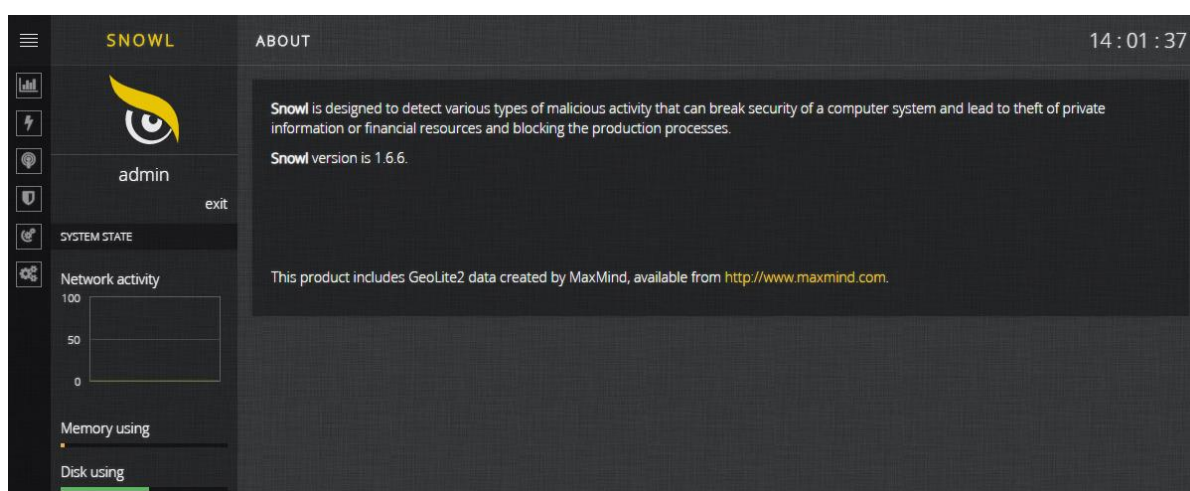 SNOWL
ABOUT
14 : 01 : 37
Snowl is designed to detect various types of malicious activity that can break security of a computer system and lead to theft of private
information or financial resources and blocking the production processes.
Snowl version is 1.6.6.
admin
exit
SYSTEM STATE
Network activity
100
50
0
This product includes GeoLite2 data created by MaxMind, available from http://www.maxmind.com.
Memory using
Disk using